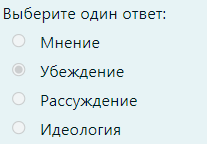 Выберите один ответ:
Мнение
Убеждение
Рассуждение
Идеология